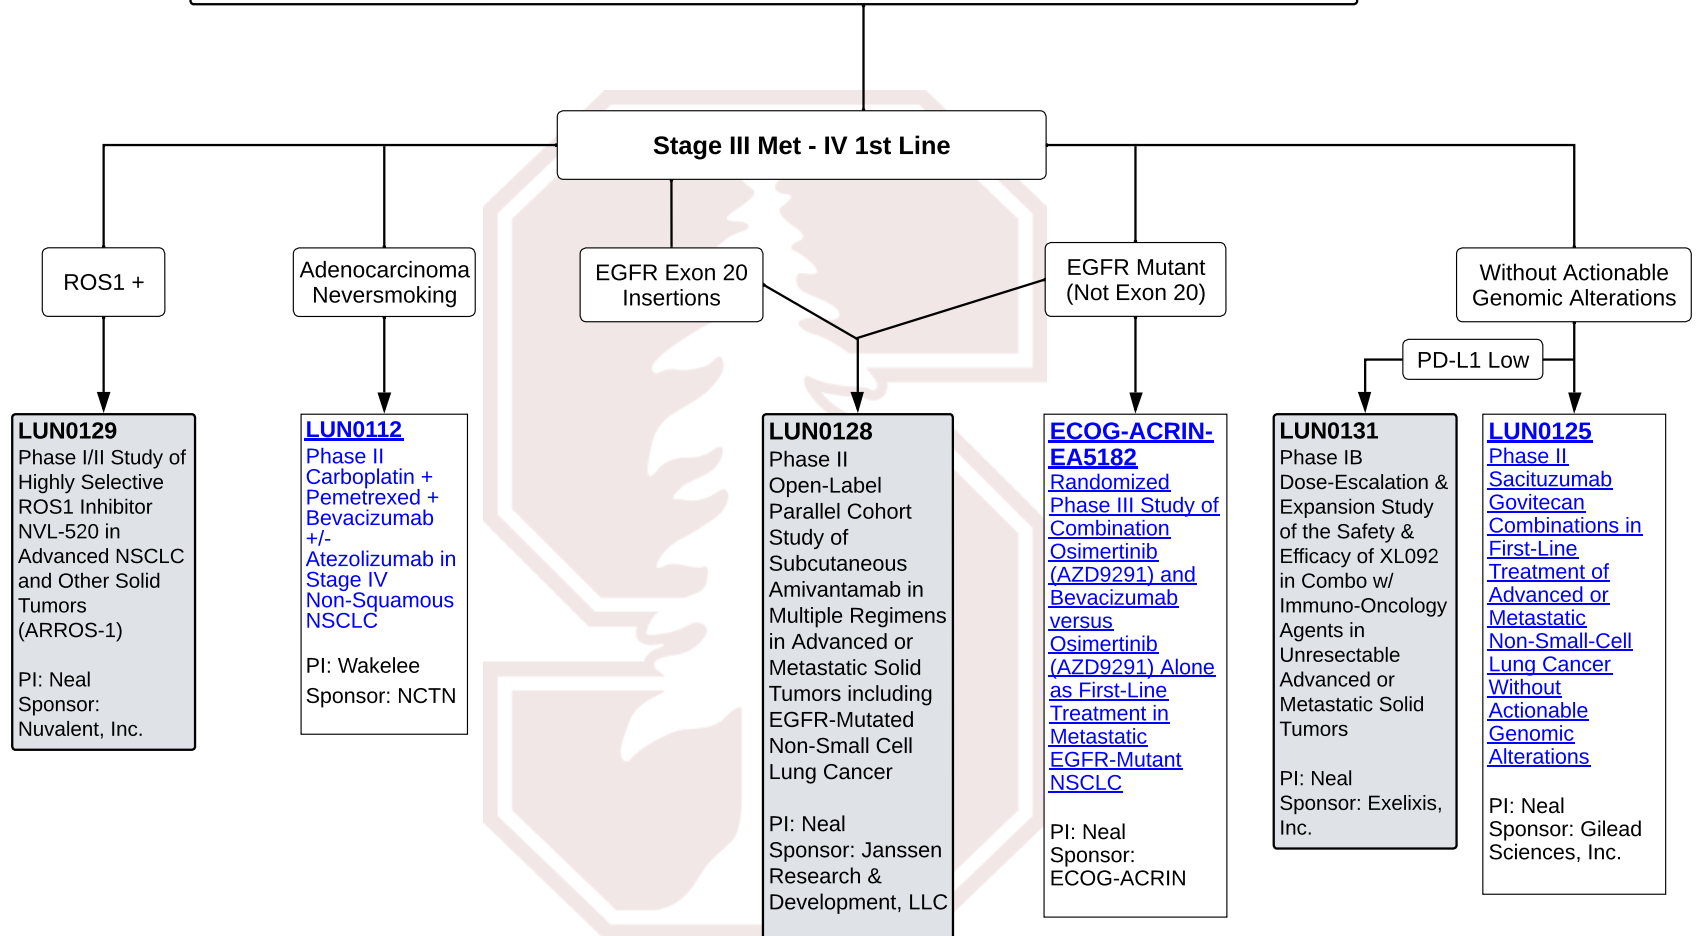 Stage III Met - IV 1st Line
ROS1 +
Adenocarcinoma
Neversmoking
EGFR Exon 20
Insertions
EGFR Mutant
(Not Exon 20)
Without Actionable
Genomic Alterations
PD-L1 Low
LUN0129
Phase I/II Study of
Highly Selective
ROS1 Inhibitor
NVL-520 in
Advanced NSCLC
and Other Solid
Tumors
(ARROS-1)
PI: Neal
Sponsor:
Nuvalent, Inc.
LUN0112
Phase II
Carboplatin +
Pemetrexed +
Bevacizumab
+/-
Atezolizumab in
Stage IV
Non-Squamous
NSCLC
PI: Wakelee
Sponsor: NCTN
LUN0128
Phase II
Open-Label
Parallel Cohort
Study of
Subcutaneous
Amivantamab in
Multiple Regimens
in Advanced or
Metastatic Solid
Tumors including
EGFR-Mutated
Non-Small Cell
Lung Cancer
PI: Neal
Sponsor: Janssen
Research &
Development, LLC
ECOG-ACRIN-
EA5182
Randomized
Phase III Study of
Combination
Osimertinib
(AZD9291) and
Bevacizumab
versus
Osimertinib
(AZD9291) Alone
as First-Line
Treatment in
Metastatic
EGFR-Mutant
NSCLC
PI: Neal
Sponsor:
ECOG-ACRIN
LUN0131
Phase IB
Dose-Escalation &
Expansion Study
of the Safety &
Efficacy of XL092
in Combo w/
Immuno-Oncology
Agents in
Unresectable
Advanced or
Metastatic Solid
Tumors
PI: Neal
Sponsor: Exelixis,
Inc.
LUN0125
Phase II
Sacituzumab
Govitecan
Combinations in
First-Line
Treatment of
Advanced or
Metastatic
Non-Small-Cell
Lung Cancer
Without
Actionable
Genomic
Alterations
PI: Neal
Sponsor: Gilead
Sciences, Inc.